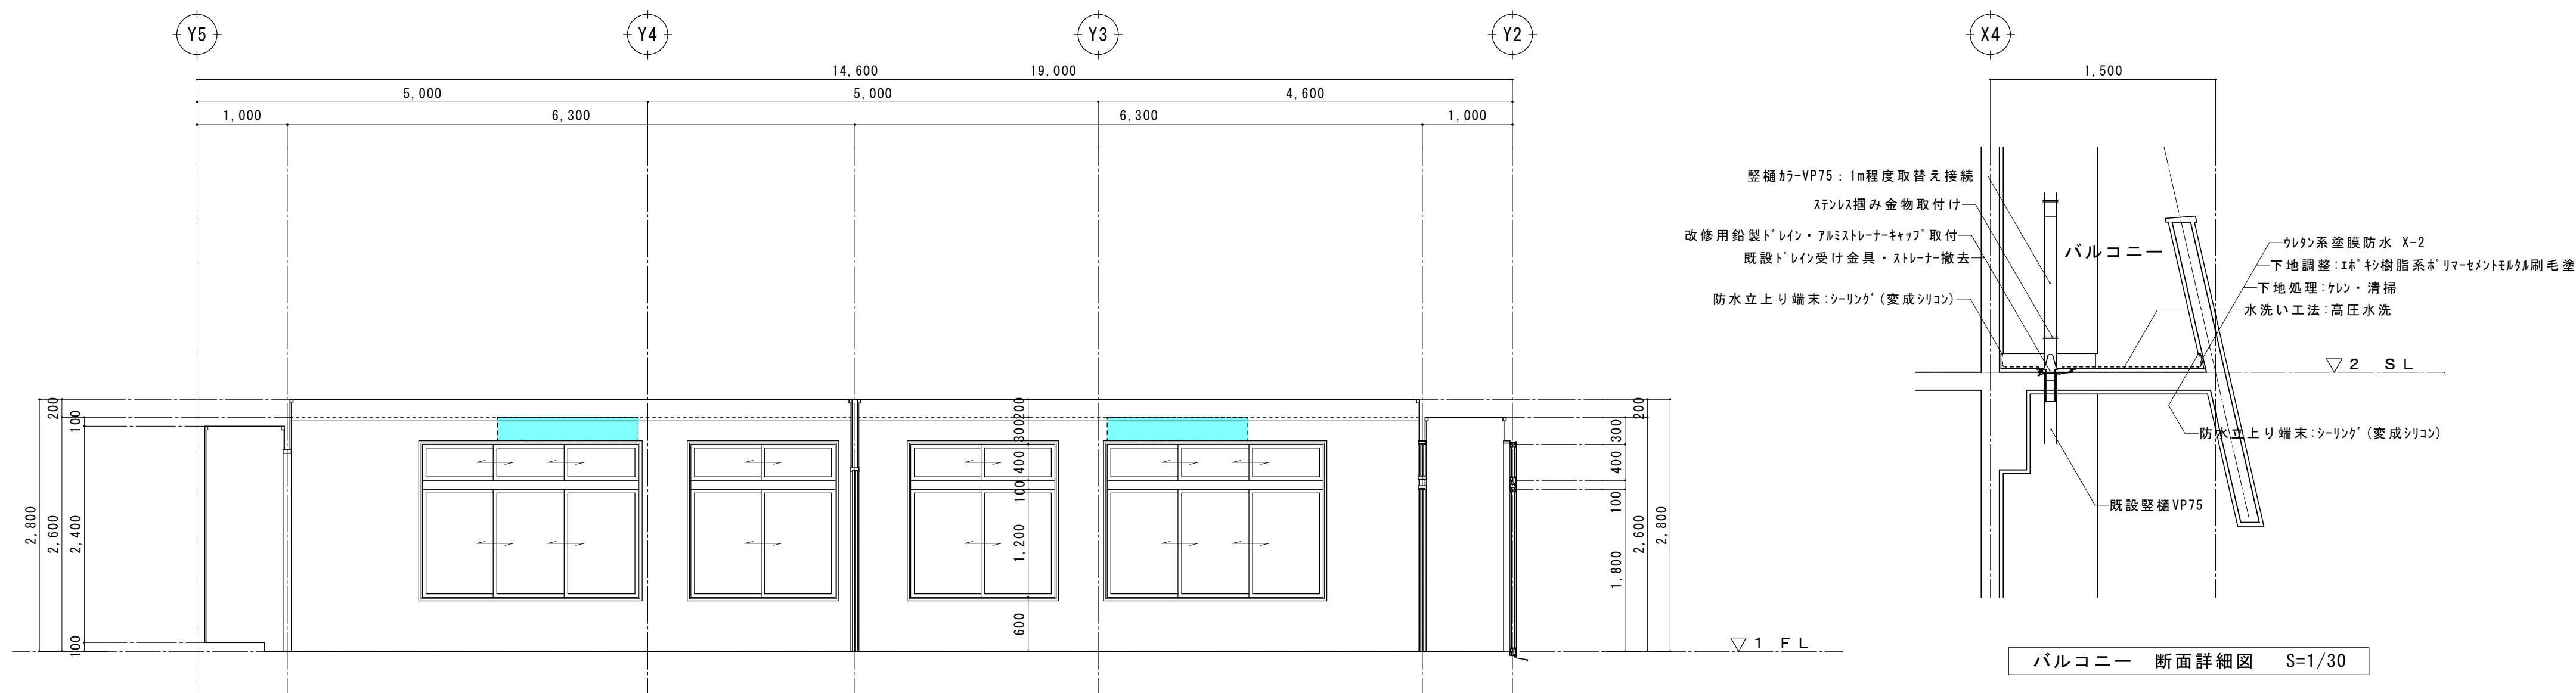 Y5
Y4
Y3
Y2
X4
14,600
19,000
1,500
5,000
5,000
4,600
1,000
6,300
6,300
1,000
竪樋カラーVP75：1m程度取替え接続
ステンレス掴み金物取付け
改修用鉛製ドレイン・アルミストレーナーキャップ取付
既設ドレイン受け金具・ストレーナー撤去
防水立上り端末:シーリング(変成シリコン)
バルコニー
ウレタン系塗膜防水 X-2
下地調整:エポキシ樹脂系ポリマーセメントモルタル刷毛塗
下地処理:ケレン・清掃
水洗い工法:高圧水洗
▽2 SL
防水立上り端末:シーリング(変成シリコン)
既設竪樋VP75
2,800
200
2,600
100
2,400
100
200
300
400
100
1,200
600
300
400
100
1,800
200
2,600
2,800
▽1 FL
バルコニー 断面詳細図 S=1/30